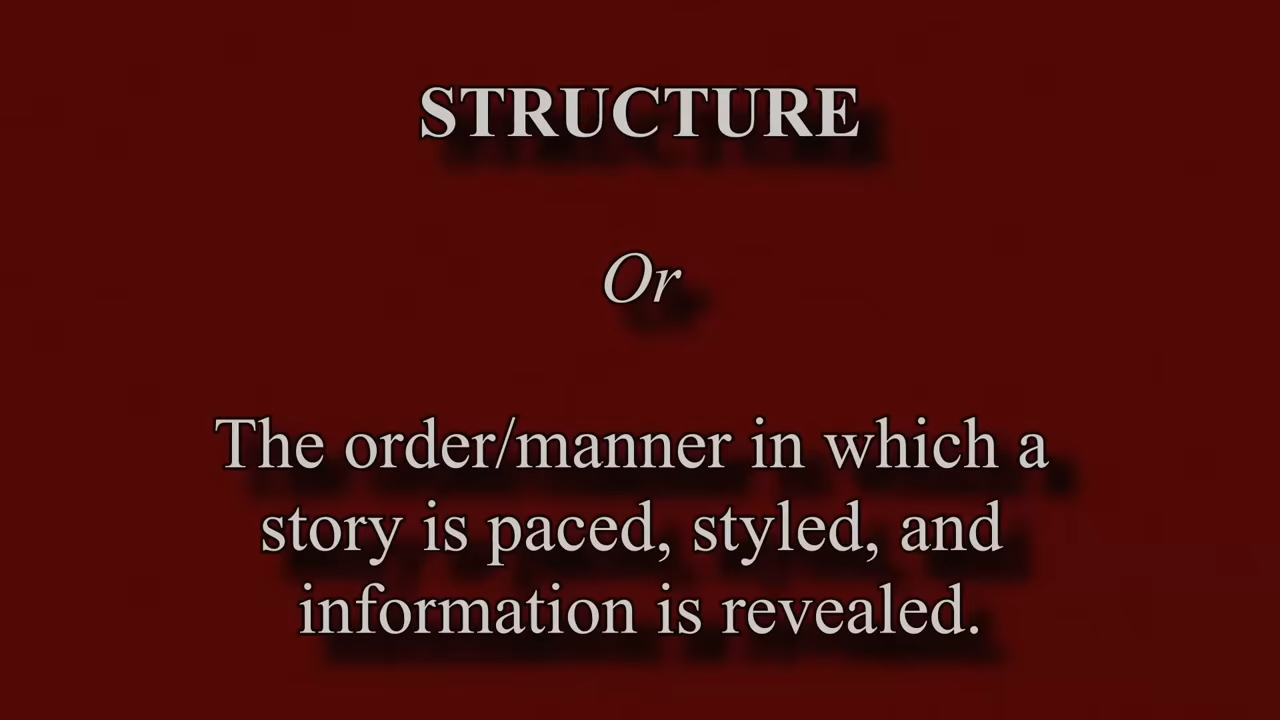 STRUCTURE
Or
The order/manner in which a
story is paced, styled, and
information is revealed.